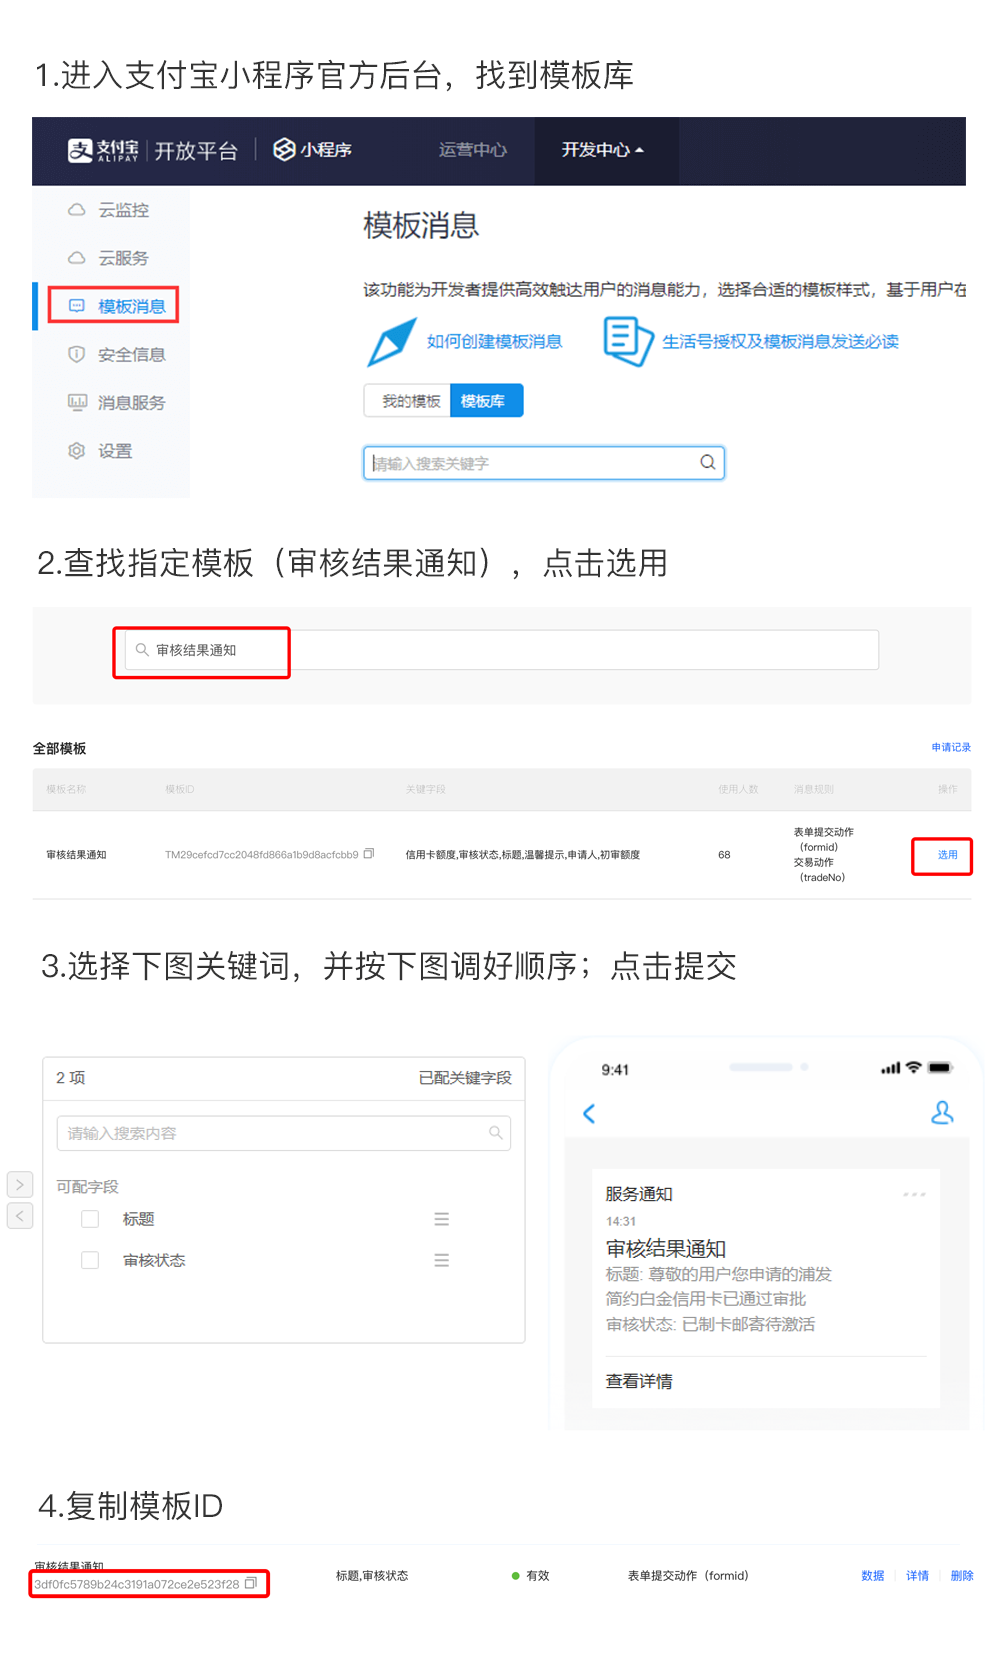 1.进入支付宝小程序官方后台，找到模板库
支付宝 ALIPAY 开放平台 小程序 运营中心 开发中心
云监控
云服务
模板消息
安全信息
消息服务
设置
模板消息
该功能为开发者提供高效触达用户的消息能力，选择合适的模板样式，基于用户在
如何创建模板消息 生活号授权及模板消息发送必读
我的模板 模板库
请输入搜索关键字
2.查找指定模板（审核结果通知），点击选用
审核结果通知
全部模板 申请记录
模板名称 模板ID 关键字段 使用人数 消息规则 操作
审核结果通知 TM29cefcd7cc2048fd866a1b9d8acfcbb9 信用卡额度,审核状态,标题,温馨提示,申请人,初审额度 68 表单提交动作 选用
（formid）
交易动作
（tradeNo）
3.选择下图关键词，并按下图调好顺序；点击提交
2 项 已配关键字段
请输入搜索内容
可配字段
标题
审核状态
9:41
服务通知
14:31
审核结果通知
标题: 尊敬的用户您申请的浦发
简约白金信用卡已通过审批
审核状态: 已制卡邮寄待激活
查看详情
4.复制模板ID
审核结果通知
3df0fc5789b24c3191a072ce2e523f28 标题,审核状态 有效 表单提交动作（formid） 数据 详情 删除